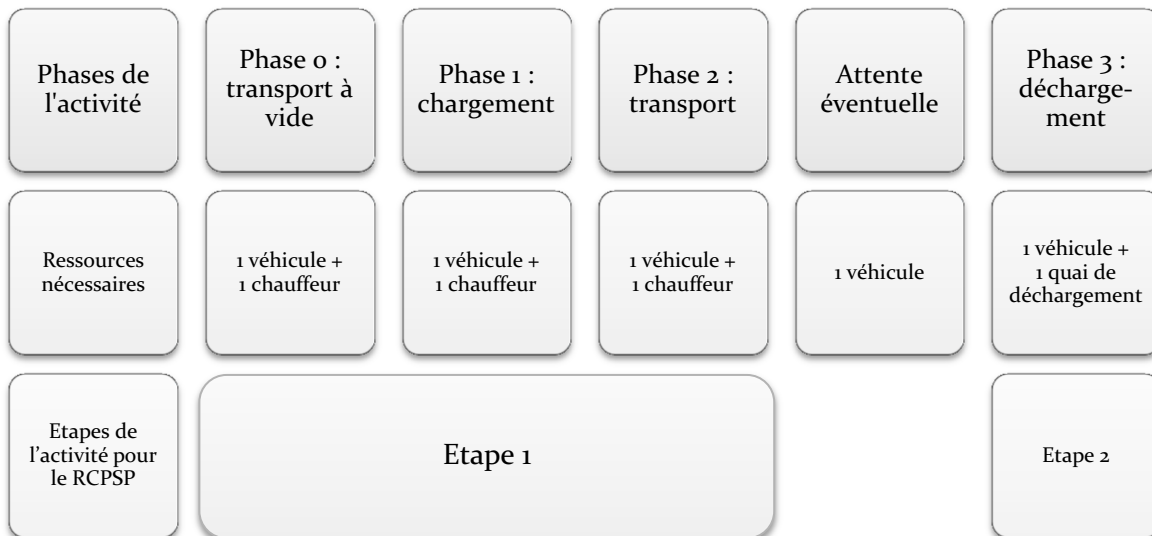 Phases de
l'activité
Phase 0 :
transport à
vide
Phase 1 :
chargement
Phase 2 :
transport
Attente
éventuelle
Phase 3 :
décharge-
ment
Ressources
nécessaires
1 véhicule +
1 chauffeur
1 véhicule +
1 chauffeur
1 véhicule +
1 chauffeur
1 véhicule
1 véhicule +
1 quai de
déchargement
Etapes de
l’activité pour
le RCPSP
Etape 1
Etape 2